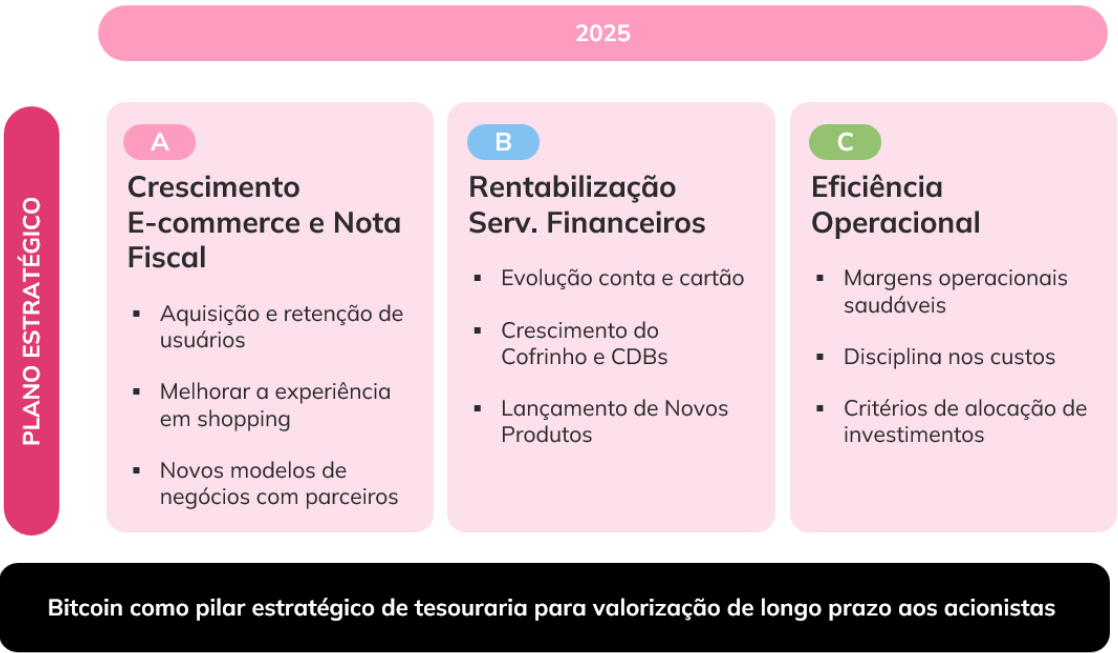 2025
PLANO ESTRATÉGICO
A
Crescimento
E-commerce e Nota
Fiscal
▪ Aquisição e retenção de
usuários
▪ Melhorar a experiência
em shopping
▪ Novos modelos de
negócios com parceiros
B
Rentabilização
Serv. Financeiros
▪ Evolução conta e cartão
▪ Crescimento do
Cofrinho e CDBs
▪ Lançamento de Novos
Produtos
C
Eficiência
Operacional
▪ Margens operacionais
saudáveis
▪ Disciplina nos custos
▪ Critérios de alocação de
investimentos
Bitcoin como pilar estratégico de tesouraria para valorização de longo prazo aos acionistas